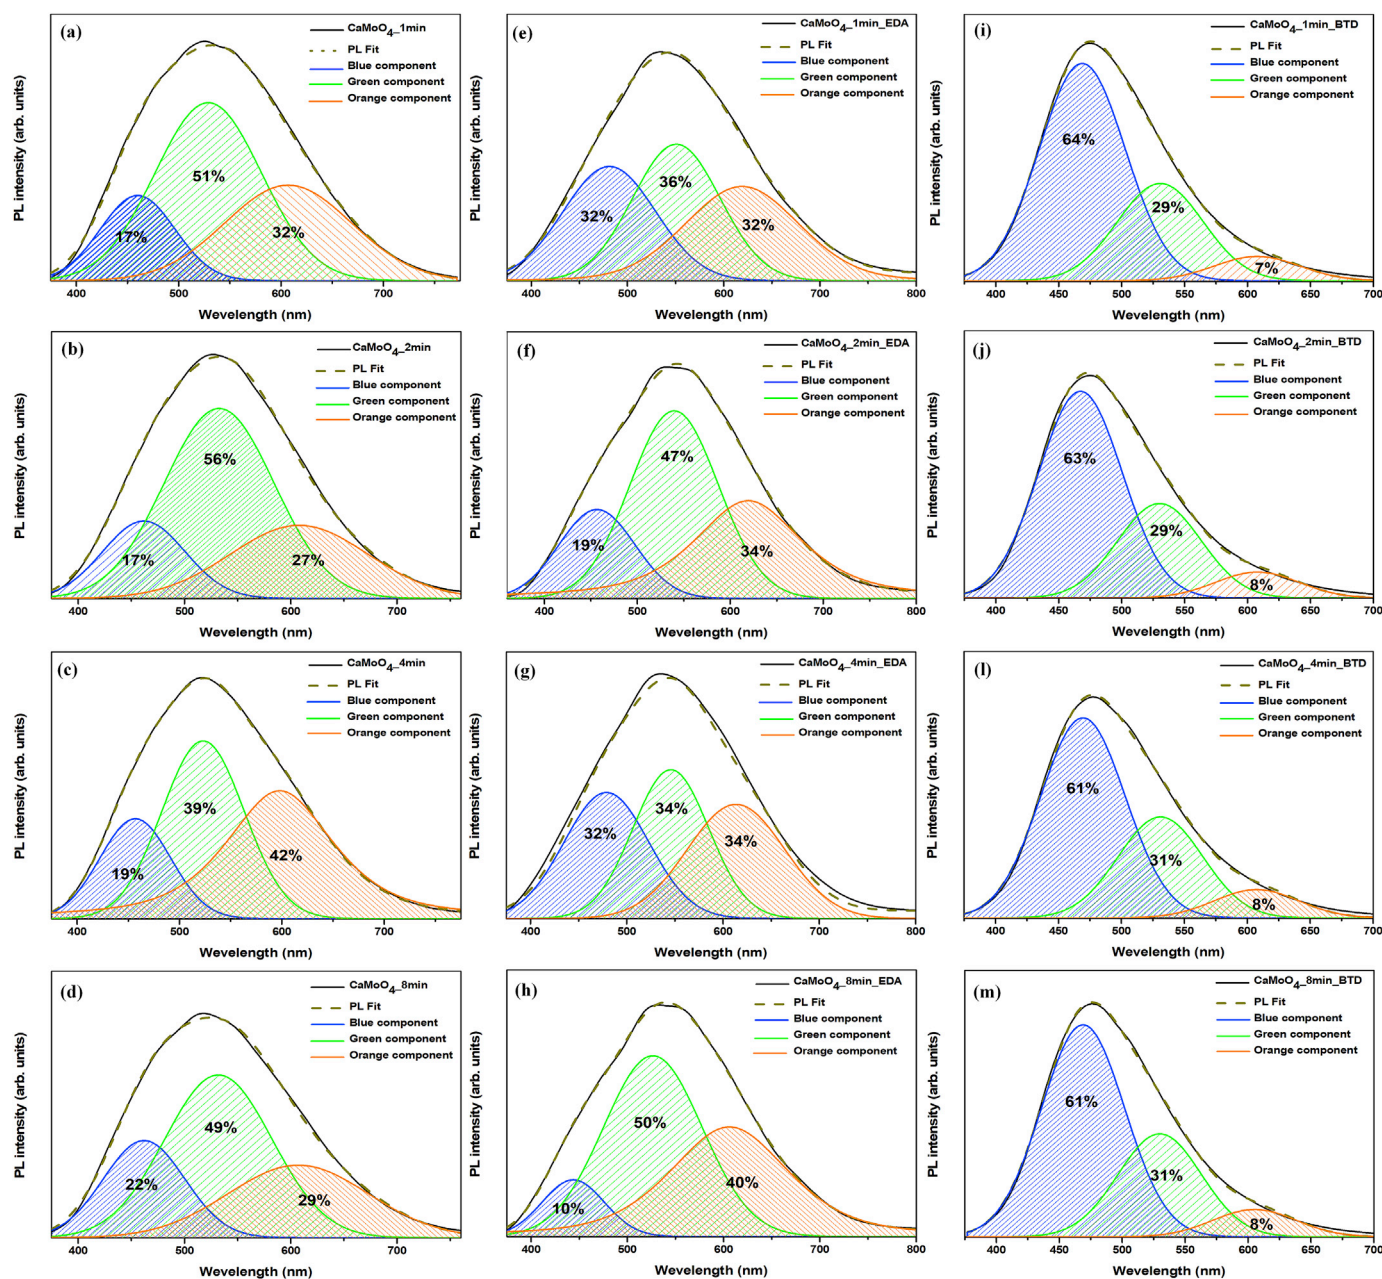 (a)
CaMoO4_1min
PL Fit
Blue component
Green component
Orange component
17%
51%
32%
PL intensity (arb. units)
400 500 600 700
Wavelength (nm)
(e)
CaMoO4_1min_EDA
PL Fit
Blue component
Green component
Orange component
32%
36%
32%
PL intensity (arb. units)
400 500 600 700 800
Wavelength (nm)
(i)
CaMoO4_1min_BTD
PL Fit
Blue component
Green component
Orange component
64%
29%
7%
PL intensity (arb. units)
400 450 500 550 600 650 700
Wavelength (nm)
(b)
CaMoO4_2min
PL Fit
Blue component
Green component
Orange component
17%
56%
27%
PL intensity (arb. units)
400 500 600 700
Wavelength (nm)
(f)
CaMoO4_2min_EDA
PL Fit
Blue component
Green component
Orange component
19%
47%
34%
PL intensity (arb. units)
400 500 600 700 800
Wavelength (nm)
(j)
CaMoO4_2min_BTD
PL Fit
Blue component
Green component
Orange component
63%
29%
8%
PL intensity (arb. units)
400 450 500 550 600 650 700
Wavelength (nm)
(c)
CaMoO4_4min
PL Fit
Blue component
Green component
Orange component
19%
39%
42%
PL intensity (arb. units)
400 500 600 700
Wavelength (nm)
(g)
CaMoO4_4min_EDA
PL Fit
Blue component
Green component
Orange component
32%
34%
34%
PL intensity (arb. units)
400 500 600 700 800
Wavelength (nm)
(l)
CaMoO4_4min_BTD
PL Fit
Blue component
Green component
Orange component
61%
31%
8%
PL intensity (arb. units)
400 450 500 550 600 650 700
Wavelength (nm)
(d)
CaMoO4_8min
PL Fit
Blue component
Green component
Orange component
22%
49%
29%
PL intensity (arb. units)
400 500 600 700
Wavelength (nm)
(h)
CaMoO4_8min_EDA
PL Fit
Blue component
Green component
Orange component
10%
50%
40%
PL intensity (arb. units)
400 500 600 700 800
Wavelength (nm)
(m)
CaMoO4_8min_BTD
PL Fit
Blue component
Green component
Orange component
61%
31%
8%
PL intensity (arb. units)
400 450 500 550 600 650 700
Wavelength (nm)